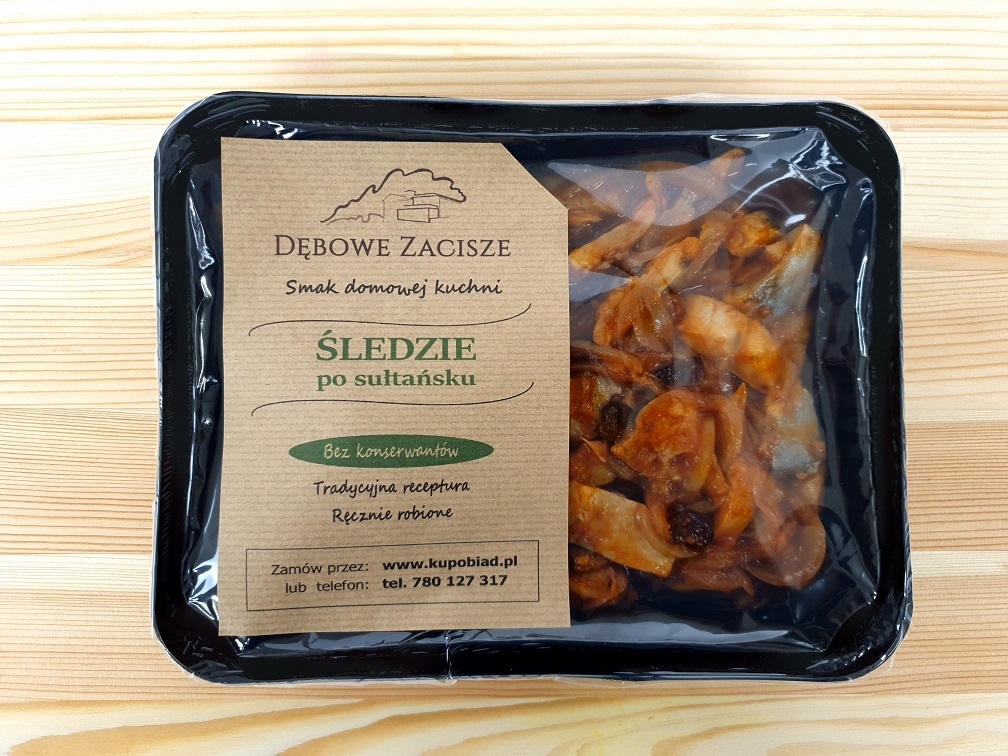 DĘBOWE ZACISZE
Smak domowej kuchni
ŚLEDZIE
po sułtańsku
Bez konserwantów
Tradycyjna receptura
Ręcznie robione
Zamów przez: www.kupobiad.pl
lub telefon: tel. 780 127 317